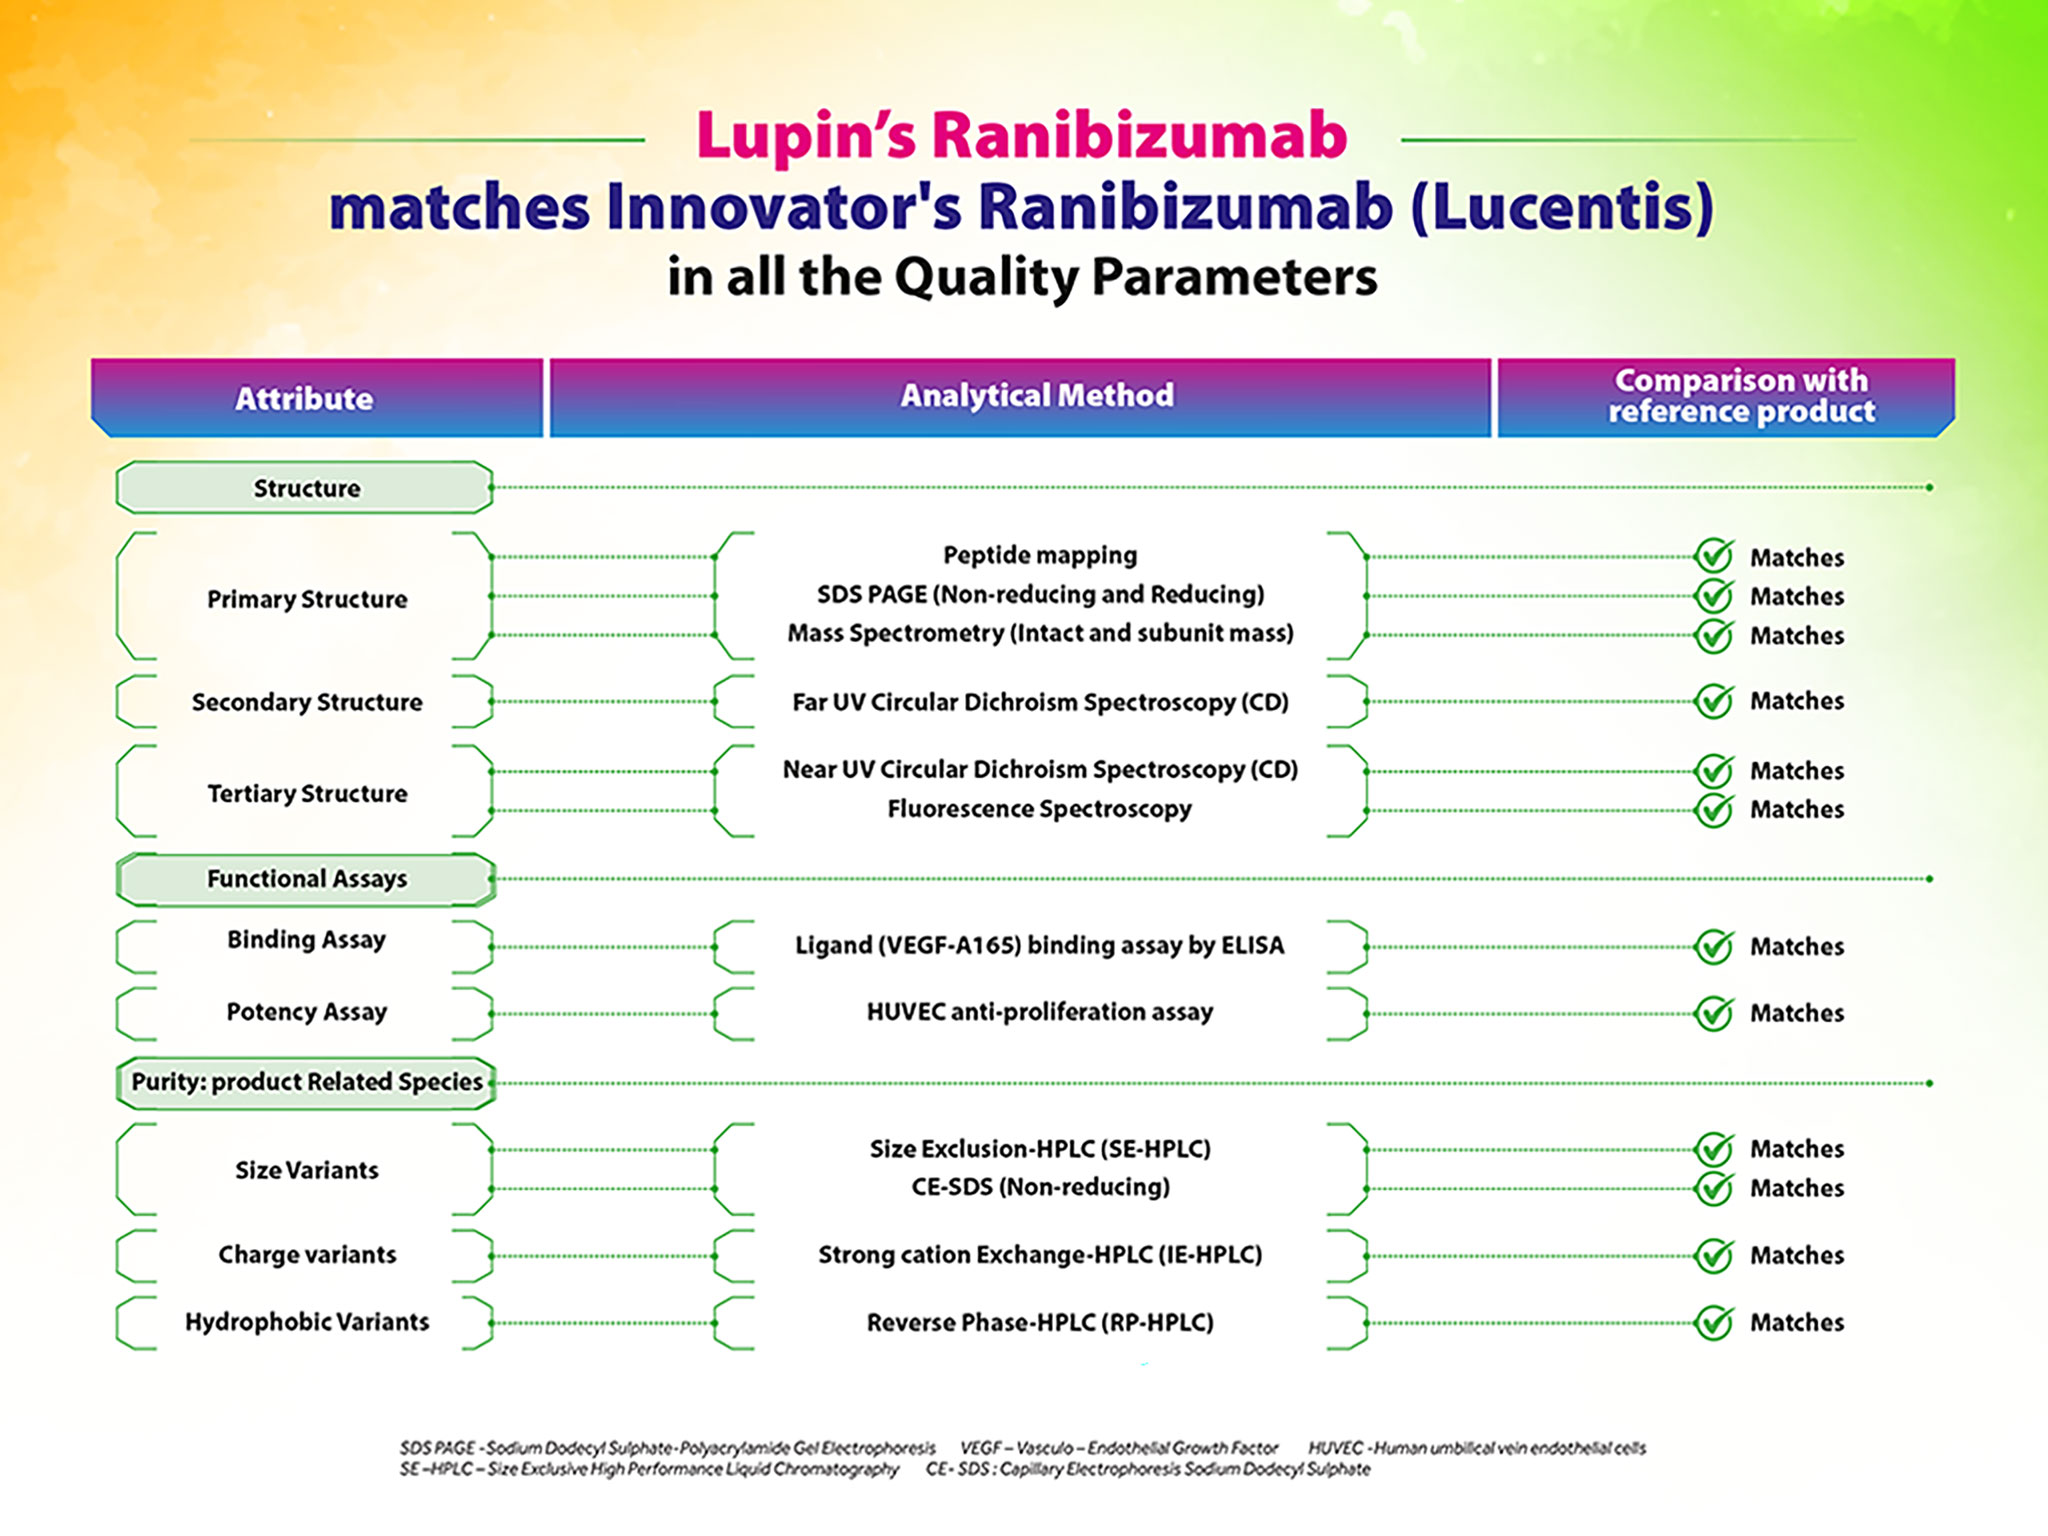 Lupin’s Ranibizumab
matches Innovator's Ranibizumab (Lucentis)
in all the Quality Parameters
Attribute
Analytical Method
Comparison with
reference product
Structure
Primary Structure
Peptide mapping
Matches
SDS PAGE (Non-reducing and Reducing)
Matches
Mass Spectrometry (Intact and subunit mass)
Matches
Secondary Structure
Far UV Circular Dichroism Spectroscopy (CD)
Matches
Tertiary Structure
Near UV Circular Dichroism Spectroscopy (CD)
Matches
Fluorescence Spectroscopy
Matches
Functional Assays
Binding Assay
Ligand (VEGF-A165) binding assay by ELISA
Matches
Potency Assay
HUVEC anti-proliferation assay
Matches
Purity: product Related Species
Size Variants
Size Exclusion-HPLC (SE-HPLC)
Matches
CE-SDS (Non-reducing)
Matches
Charge variants
Strong cation Exchange-HPLC (IE-HPLC)
Matches
Hydrophobic Variants
Reverse Phase-HPLC (RP-HPLC)
Matches
SDS PAGE -Sodium Dodecyl Sulphate-Polyacrylamide Gel Electrophoresis VEGF – Vasculo – Endothelial Growth Factor HUVEC -Human umbilical vein endothelial cells
SE –HPLC – Size Exclusive High Performance Liquid Chromatography CE- SDS : Capillary Electrophoresis Sodium Dodecyl Sulphate